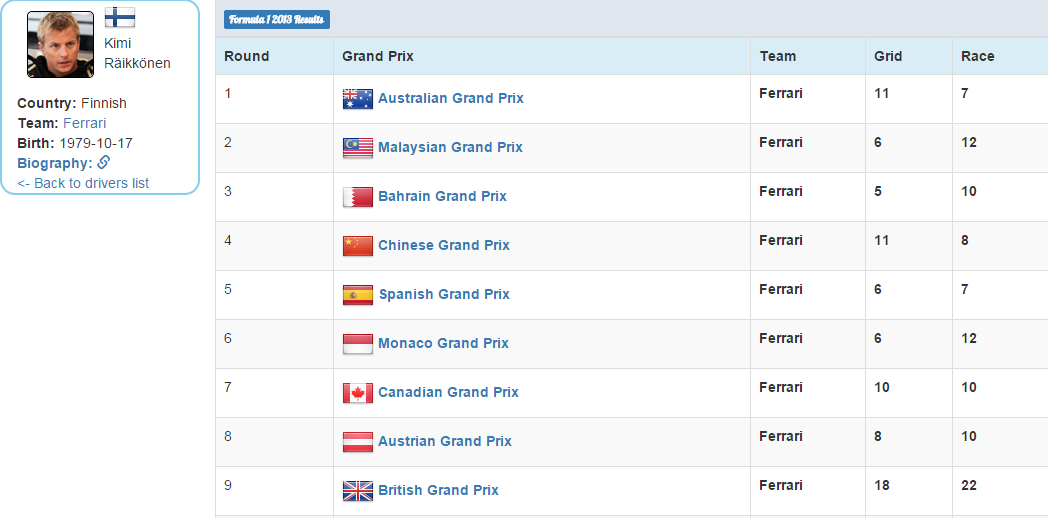 Kimi
Räikkönen
Country: Finnish
Team: Ferrari
Birth: 1979-10-17
Biography:
<- Back to drivers list
Formula 1 2013 Results
Round Grand Prix Team Grid Race
1 Australian Grand Prix Ferrari 11 7
2 Malaysian Grand Prix Ferrari 6 12
3 Bahrain Grand Prix Ferrari 5 10
4 Chinese Grand Prix Ferrari 11 8
5 Spanish Grand Prix Ferrari 6 7
6 Monaco Grand Prix Ferrari 6 12
7 Canadian Grand Prix Ferrari 10 10
8 Austrian Grand Prix Ferrari 8 10
9 British Grand Prix Ferrari 18 22